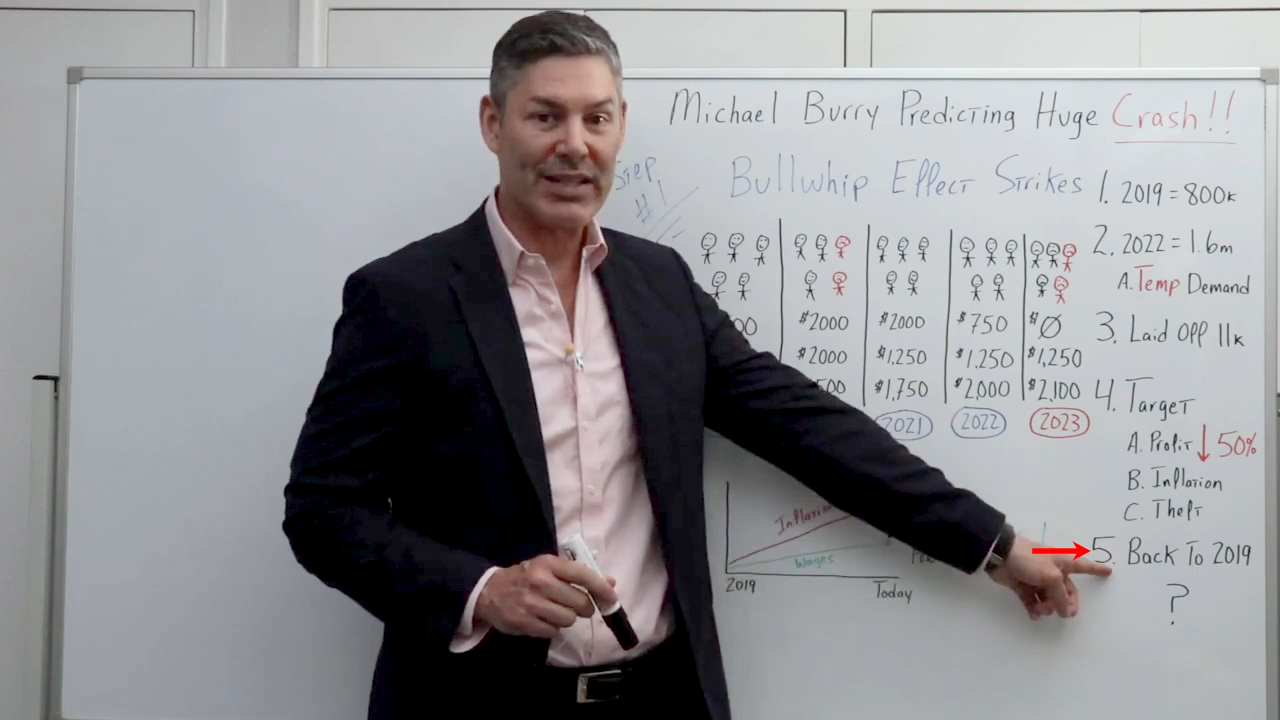 Michael Burry Predicting Huge Crash!!
Step
#1
Bullwhip Effect Strikes
$2000 $2000 $750 $Ø
$2000 $1,250 $1,250 $1,250
$1,750 $2,000 $2,100
2021 2022 2023
Inflation
Wages
2019 Today
1. 2019 = 800k
2. 2022 = 1.6m
A. Temp Demand
3. Laid Off 11k
4. Target
A. Profit ↓ 50%
B. Inflation
C. Theft
5. Back To 2019
?